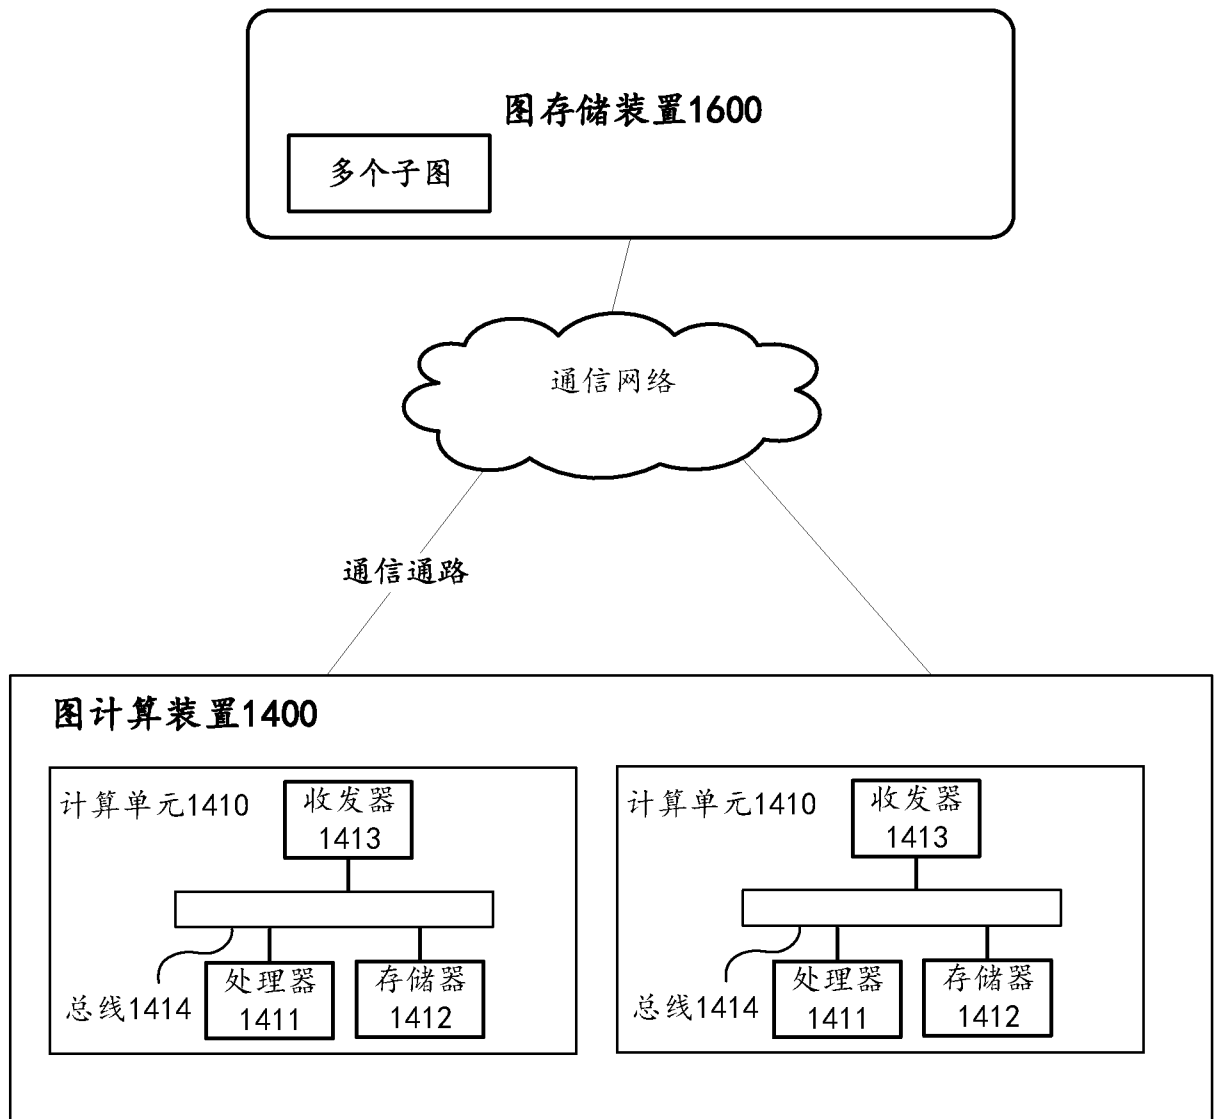 图存储装置1600
多个子图
通信网络
通信通路
图计算装置1400
计算单元1410
收发器
1413
总线1414
处理器
1411
存储器
1412
计算单元1410
收发器
1413
总线1414
处理器
1411
存储器
1412